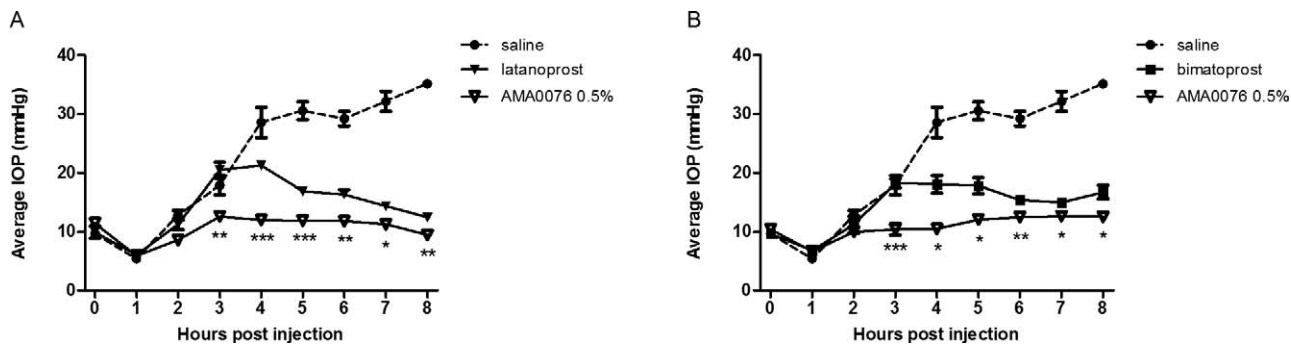 A
saline
latanoprost
AMA0076 0.5%
Average IOP (mmHg)
40
30
20
10
0
** *** *** ** * **
0 1 2 3 4 5 6 7 8
Hours post injection
B
saline
bimatoprost
AMA0076 0.5%
Average IOP (mmHg)
40
30
20
10
0
*** * * ** * *
0 1 2 3 4 5 6 7 8
Hours post injection